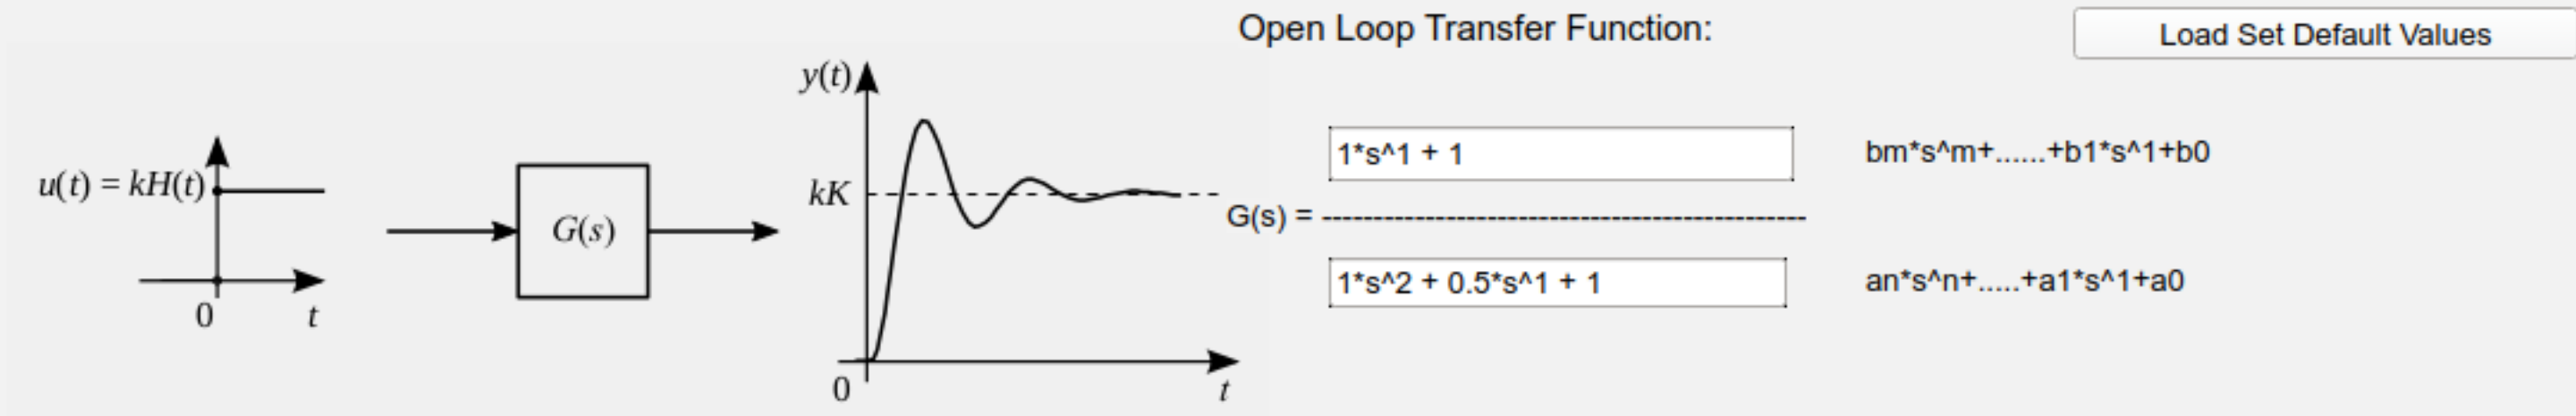 Open Loop Transfer Function:
Load Set Default Values
y(t)
u(t) = kH(t)
0
t
G(s)
kK
0
t
1*s^1 + 1
bm*s^m+......+b1*s^1+b0
G(s) = ------------------------------------------------
1*s^2 + 0.5*s^1 + 1
an*s^n+.....+a1*s^1+a0